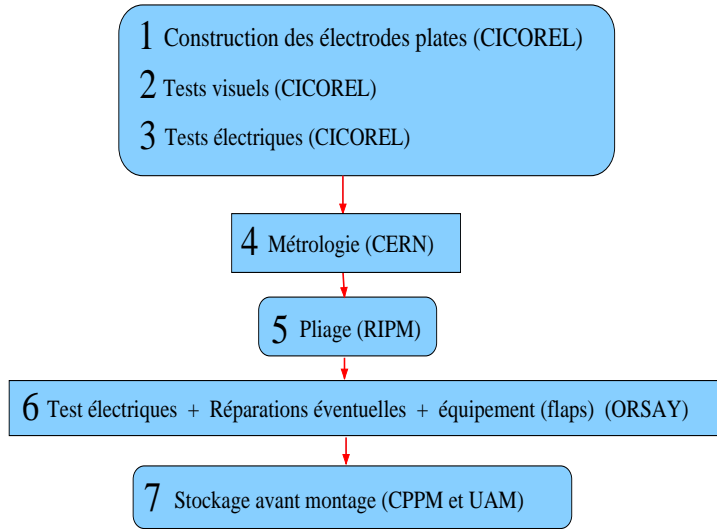 1 Construction des électrodes plates (CICOREL)
2 Tests visuels (CICOREL)
3 Tests électriques (CICOREL)
4 Métrologie (CERN)
5 Pliage (RIPM)
6 Test électriques + Réparations éventuelles + équipement (flaps) (ORSAY)
7 Stockage avant montage (CPPM et UAM)